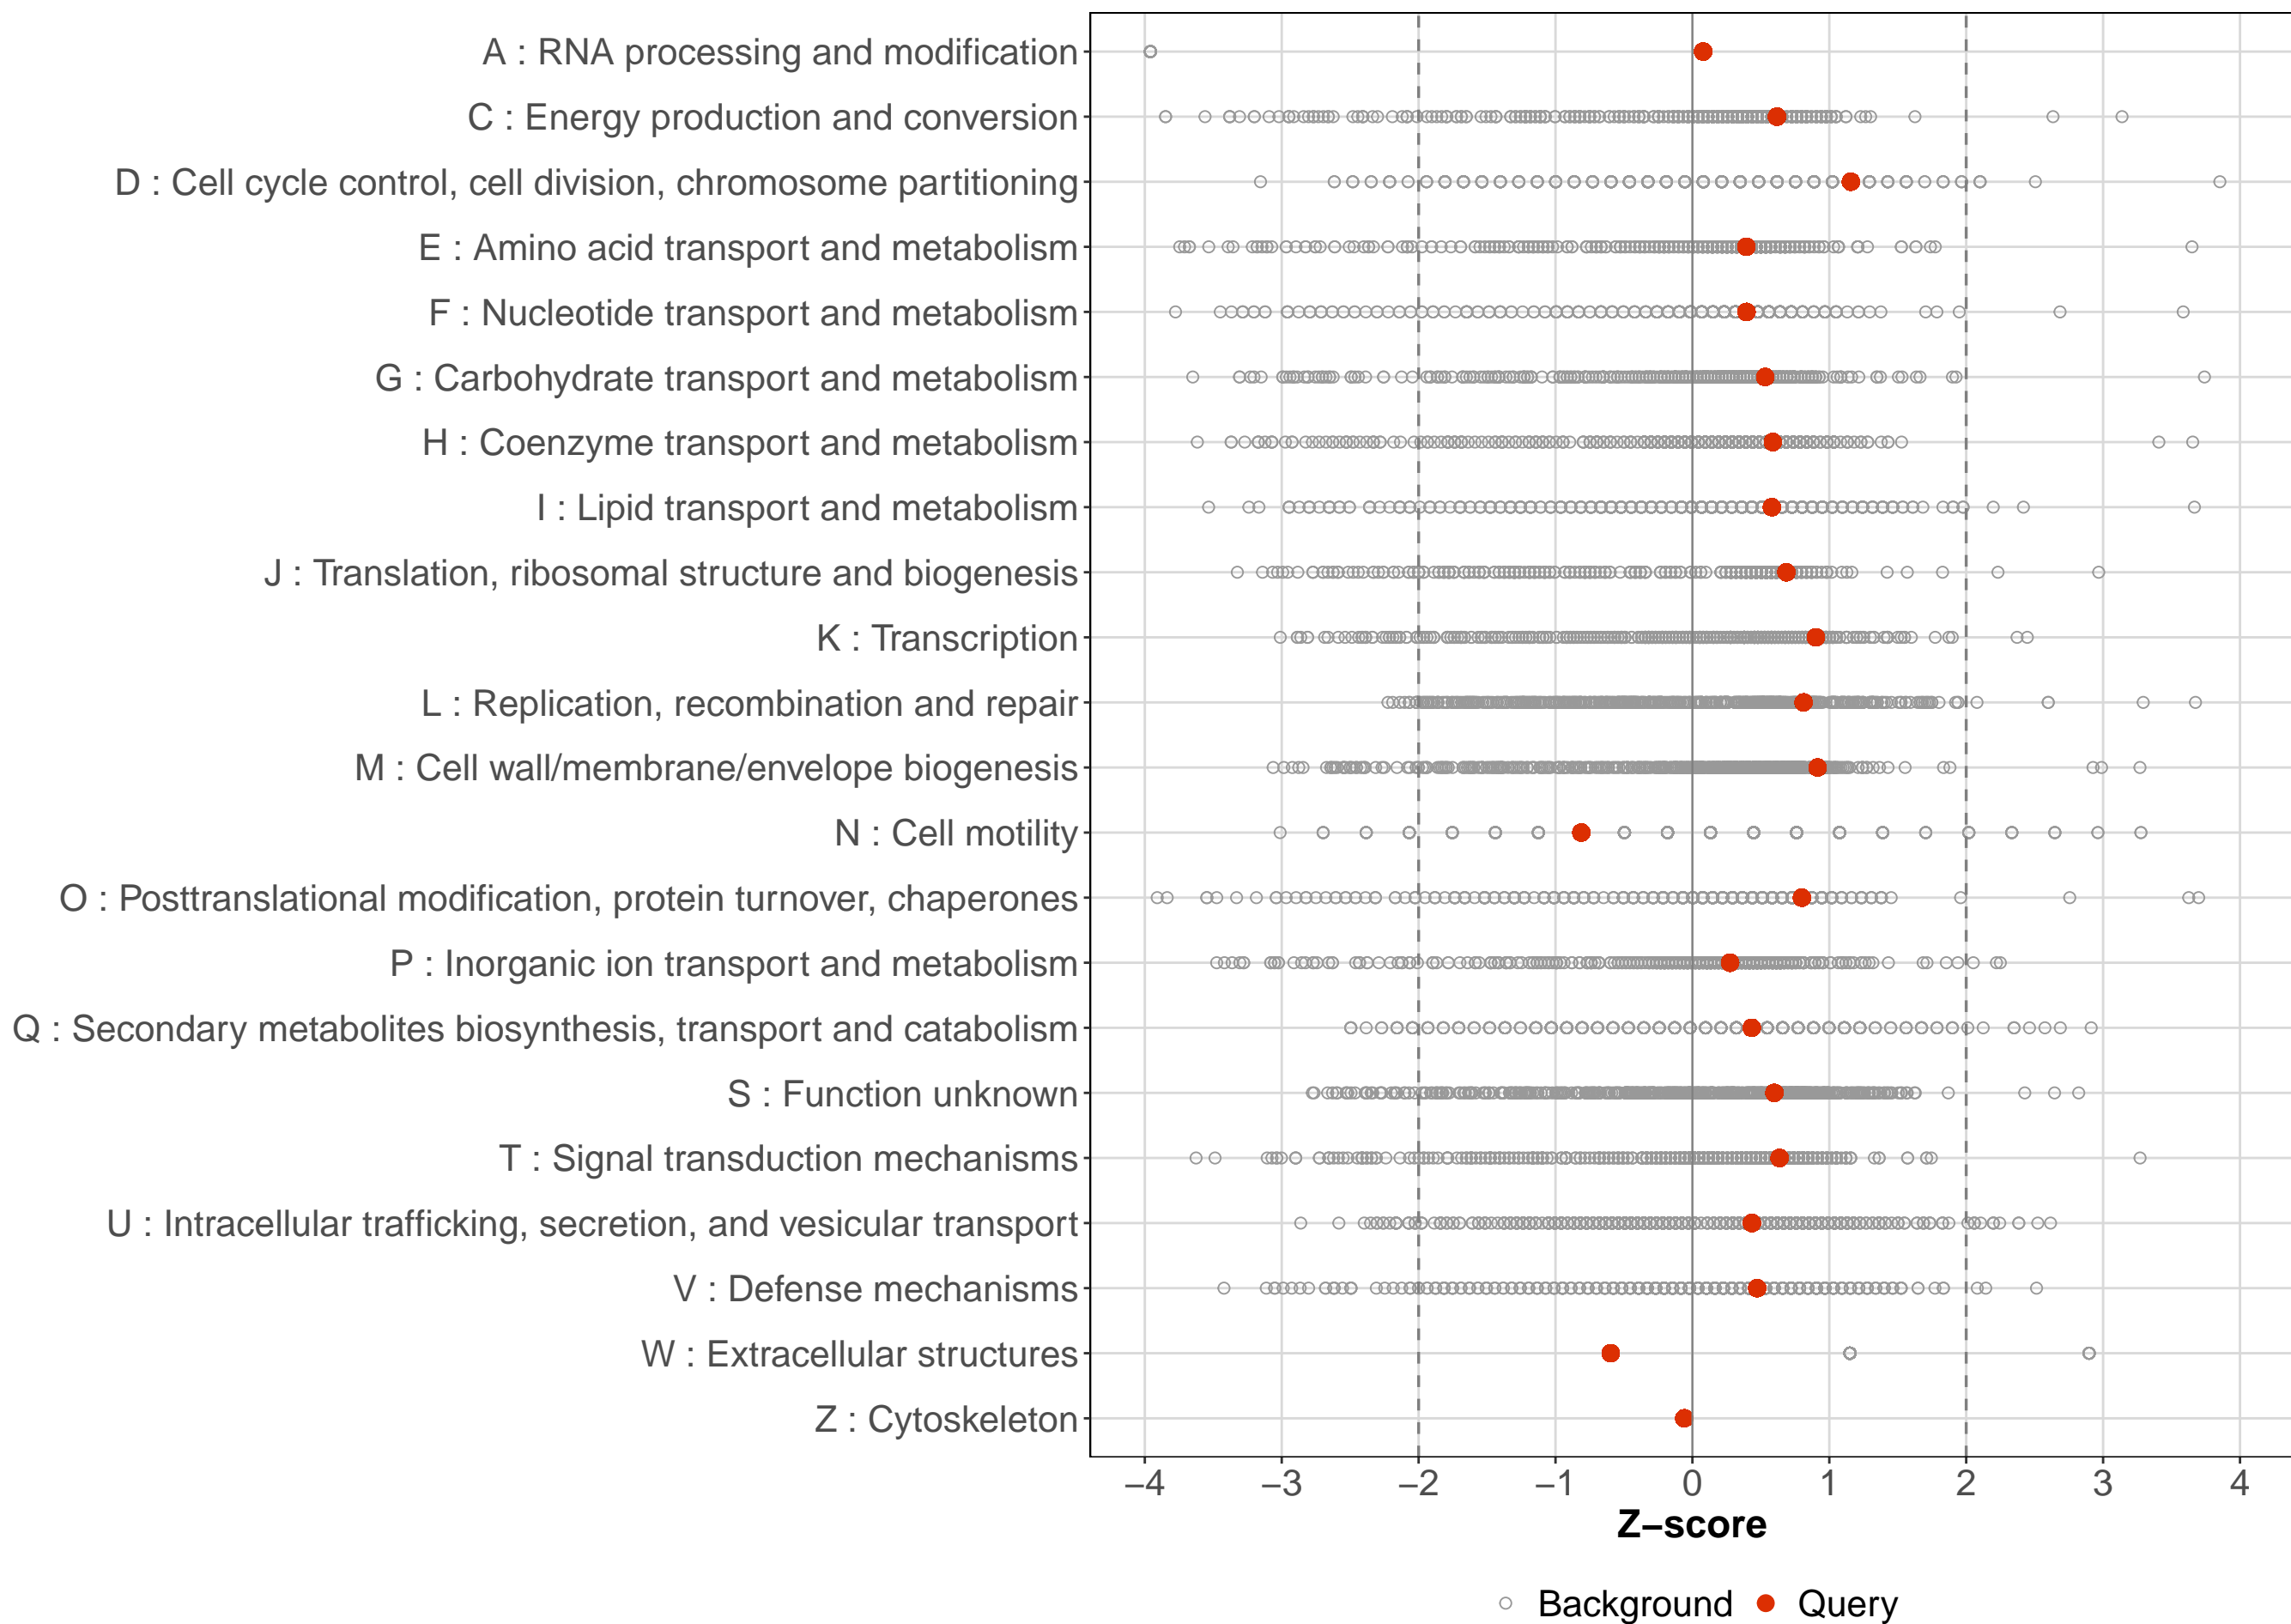 A : RNA processing and modification
C : Energy production and conversion
D : Cell cycle control, cell division, chromosome partitioning
E : Amino acid transport and metabolism
F : Nucleotide transport and metabolism
G : Carbohydrate transport and metabolism
H : Coenzyme transport and metabolism
I : Lipid transport and metabolism
J : Translation, ribosomal structure and biogenesis
K : Transcription
L : Replication, recombination and repair
M : Cell wall/membrane/envelope biogenesis
N : Cell motility
O : Posttranslational modification, protein turnover, chaperones
P : Inorganic ion transport and metabolism
Q : Secondary metabolites biosynthesis, transport and catabolism
S : Function unknown
T : Signal transduction mechanisms
U : Intracellular trafficking, secretion, and vesicular transport
V : Defense mechanisms
W : Extracellular structures
Z : Cytoskeleton
−4 −3 −2 −1 0 1 2 3 4
Z−score
Background Query